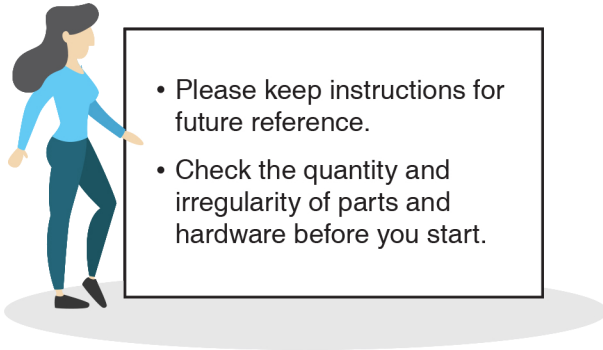 • Please keep instructions for
future reference.
• Check the quantity and
irregularity of parts and
hardware before you start.